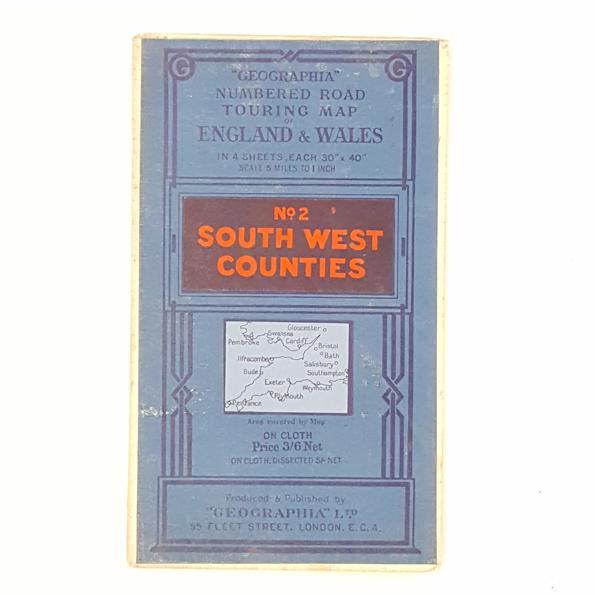 G G
"GEOGRAPHIA"
NUMBERED ROAD
TOURING MAP
OF
ENGLAND & WALES
IN 4 SHEETS, EACH 30" x 40"
SCALE 5 MILES TO 1 INCH
No 2
SOUTH WEST
COUNTIES
Gloucester
Swansea
Pembroke
Cardiff
Bristol
Bath
Ilfracombe
Salisbury
Bude
Southampton
Exeter
Weymouth
Plymouth
Penzance
Area covered by Map
ON CLOTH
Price 3/6 Net
ON CLOTH, DISSECTED 5/- NET
Produced & Published by
"GEOGRAPHIA" LTD
55 FLEET STREET, LONDON, E.C.4.